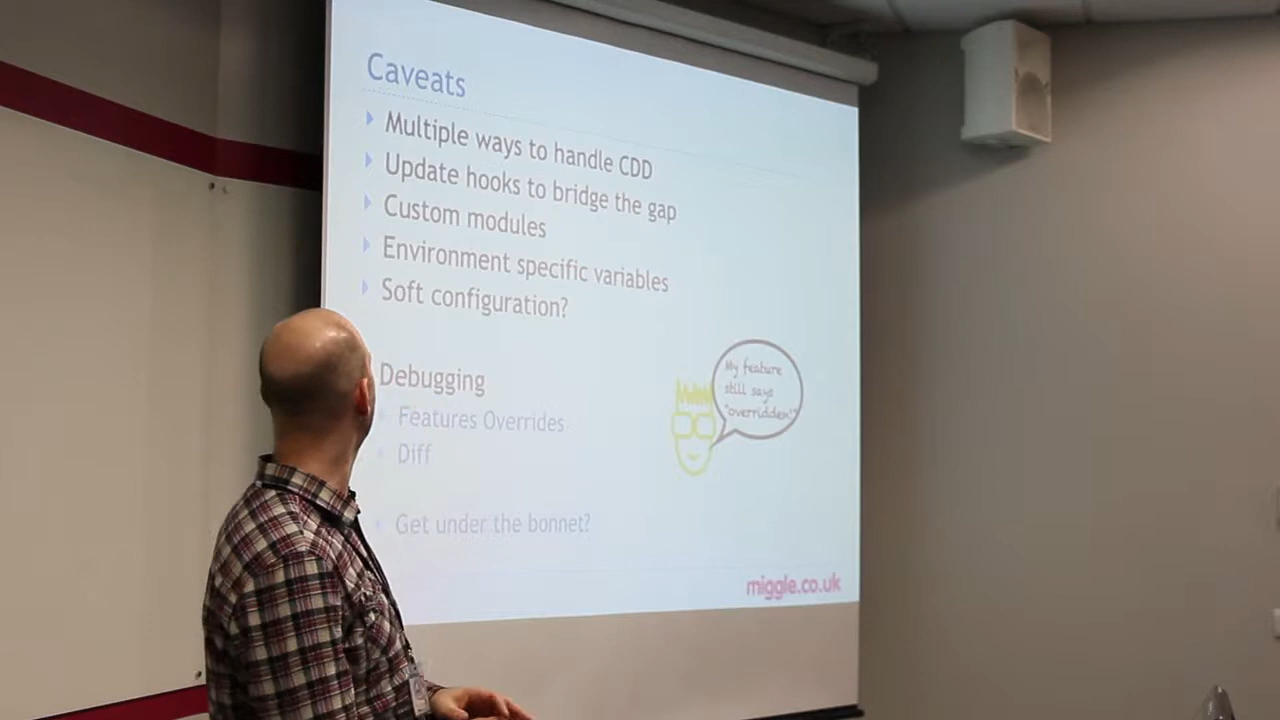 Caveats
Multiple ways to handle CDD
Update hooks to bridge the gap
Custom modules
Environment specific variables
Soft configuration?
Debugging
Features Overrides
Diff
Get under the bonnet?
My feature
still says
"overridden!"
miggle.co.uk